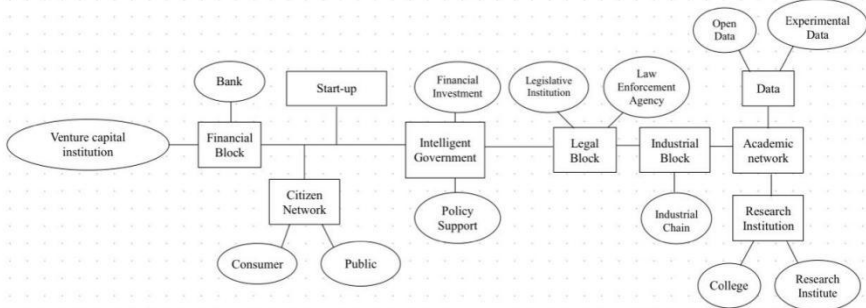 Open
Data
Experimental
Data
Bank
Start-up
Financial
Investment
Legislative
Institution
Law
Enforcement
Agency
Data
Venture capital
institution
Financial
Block
Intelligent
Government
Legal
Block
Industrial
Block
Academic
network
Citizen
Network
Policy
Support
Industrial
Chain
Research
Institution
Consumer
Public
College
Research
Institute